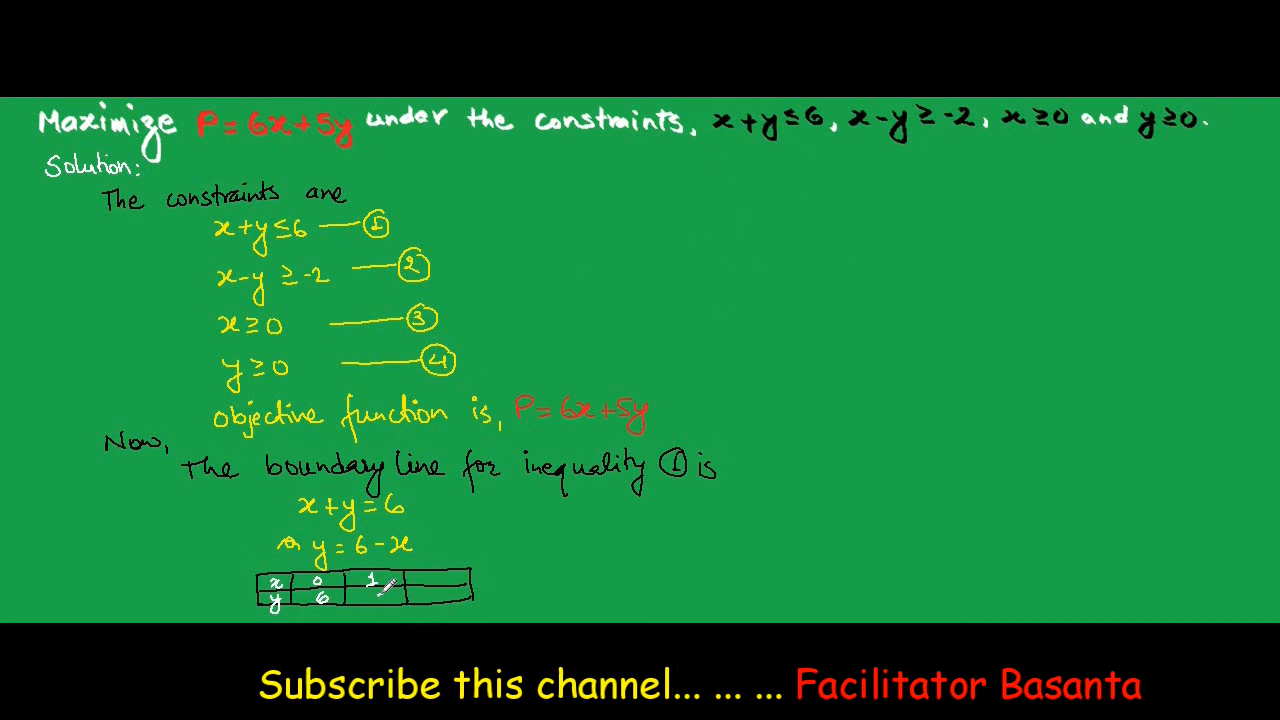 Maximize P = 6x+5y under the constraints, x+y≤6, x-y≥-2, x≥0 and y≥0.
Solution:
The constraints are
x+y≤6 —— ①
x-y ≥ -2 —— ②
x≥0 —— ③
y≥0 —— ④
objective function is, P = 6x+5y
Now,
The boundary line for inequality ① is
x+y=6
or y = 6-x
x 0 1
y 6
Subscribe this channel... ... ... Facilitator Basanta